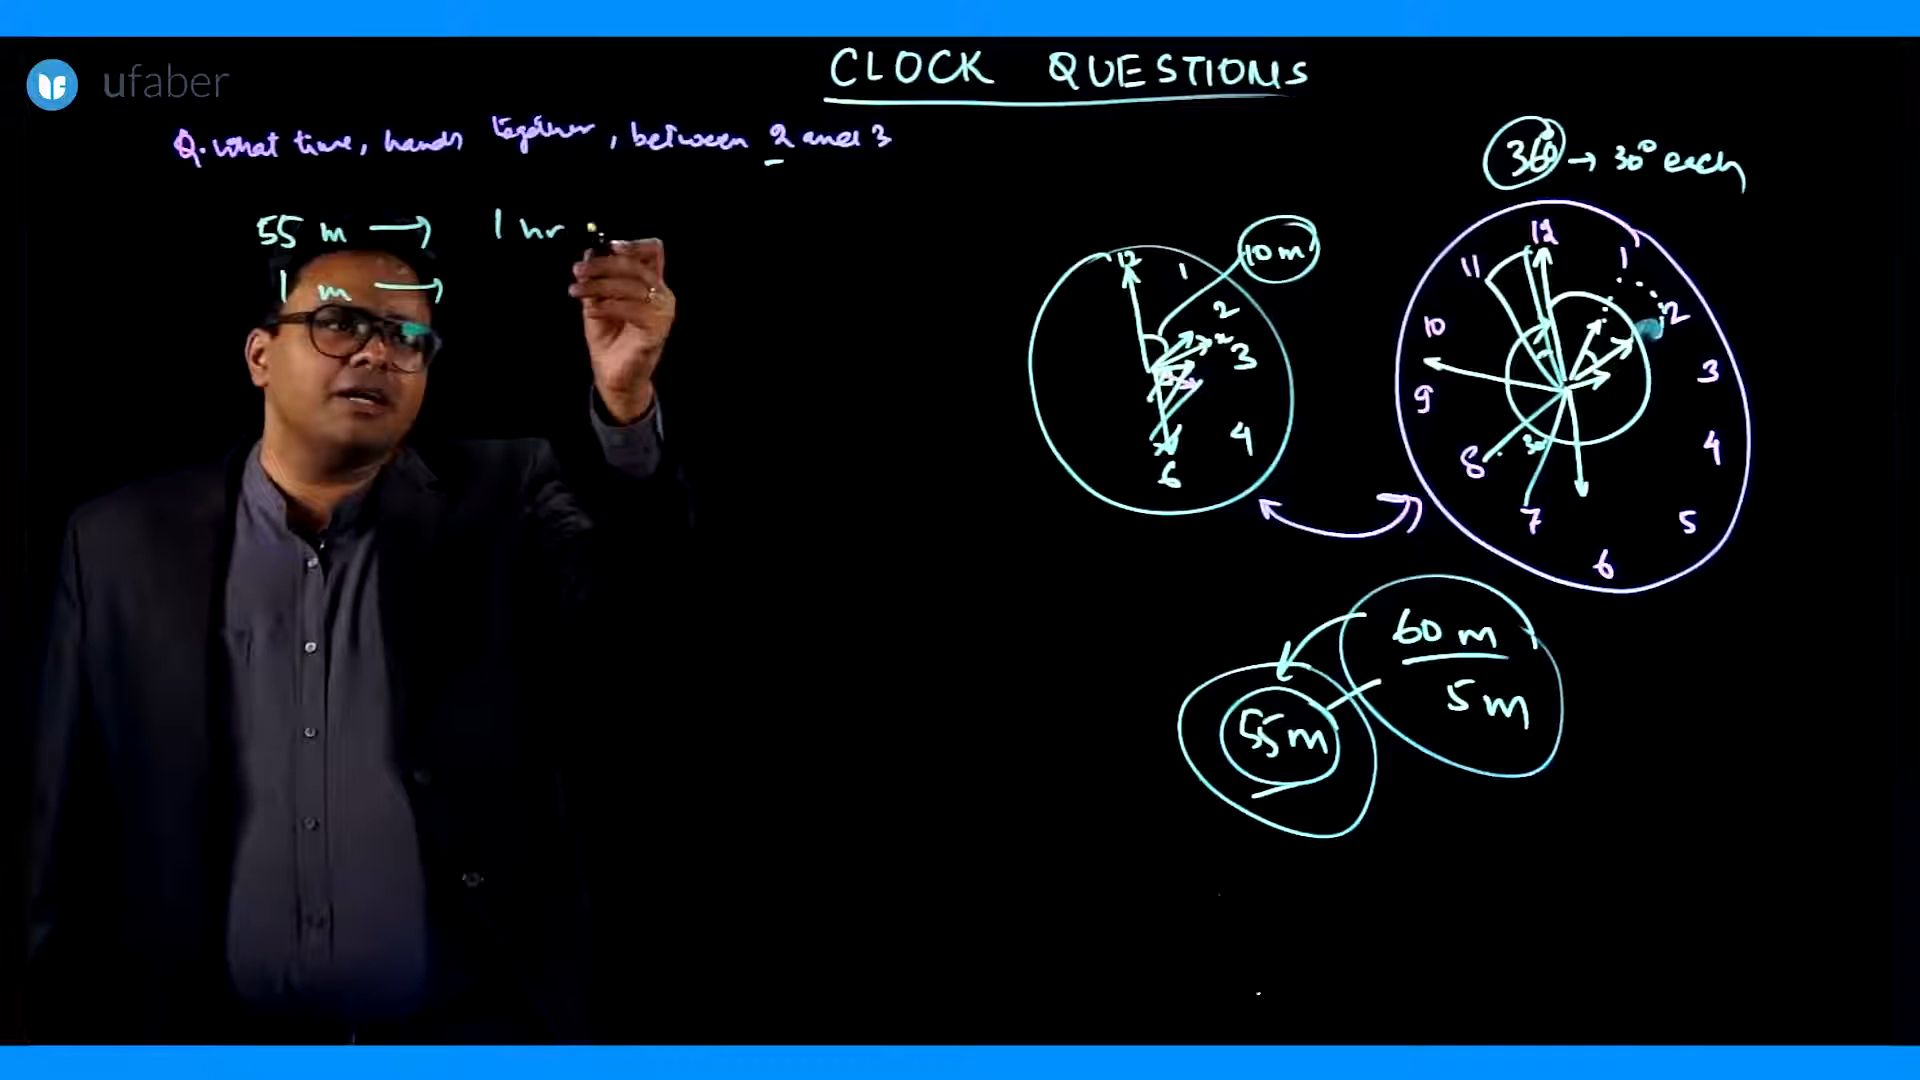 ufaber
CLOCK QUESTIONS
Q. What time, hands together, between 2 and 3
55 m → 1 hr
1 m →
360 → 30° each
10 m
12
1
2
3
4
6
12
1
2
3
4
5
6
7
8
9
10
11
30°
60 m
5 m
55 m